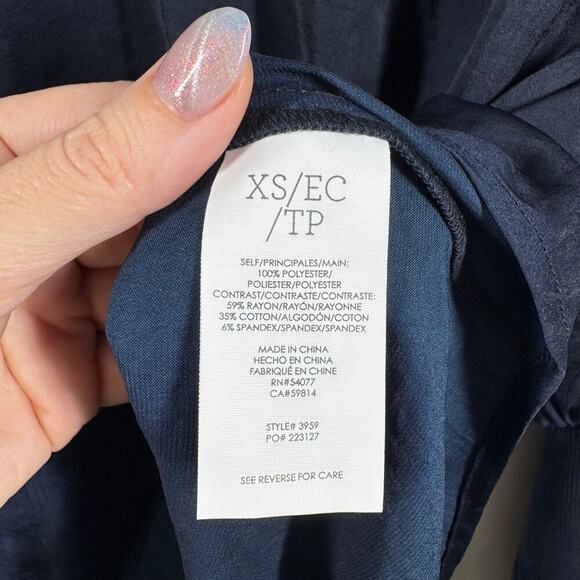 XS/EC
/TP
SELF/PRINCIPALES/MAIN:
100% POLYESTER/
POLIESTER/POLYESTER
CONTRAST/CONTRASTE/CONTRASTE:
59% RAYON/RAYÓN/RAYONNE
35% COTTON/ALGODÓN/COTON
6% SPANDEX/SPANDEX/SPANDEX
MADE IN CHINA
HECHO EN CHINA
FABRIQUÉ EN CHINE
RN#54077
CA#59814
STYLE# 3959
PO# 223127
SEE REVERSE FOR CARE